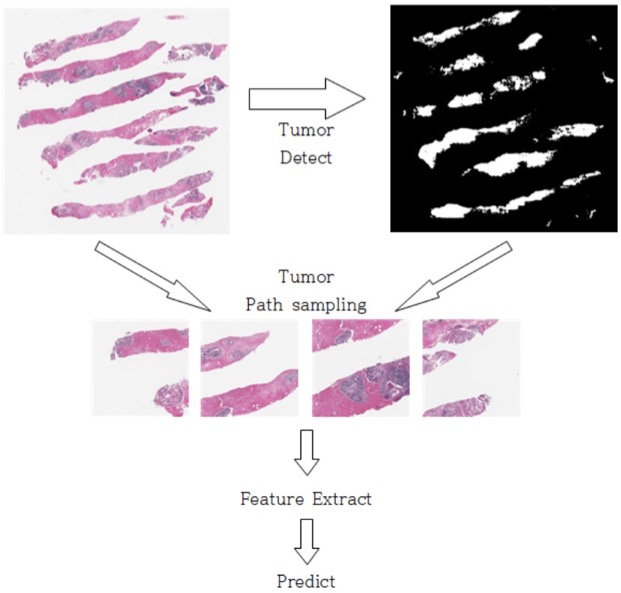 Tumor
Detect
Tumor
Path sampling
Feature Extract
Predict